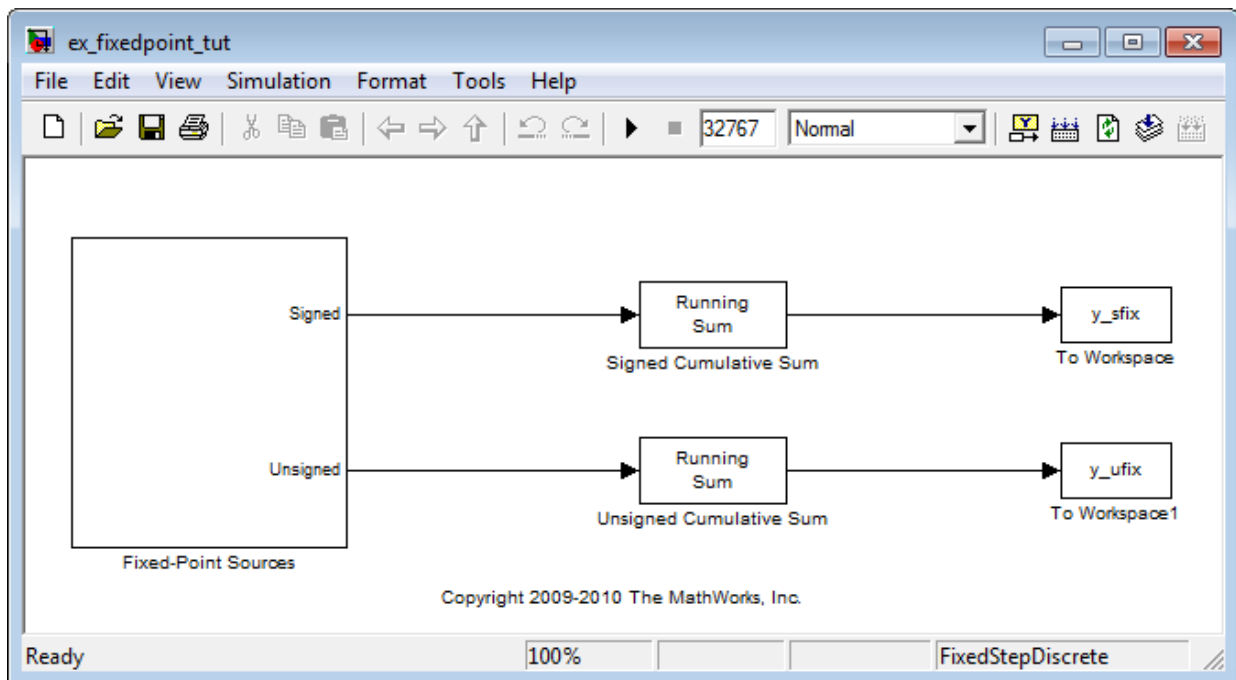 ex_fixedpoint_tut
File Edit View Simulation Format Tools Help
32767 Normal
Signed
Running
Sum
Signed Cumulative Sum
y_sfix
To Workspace
Unsigned
Running
Sum
Unsigned Cumulative Sum
y_ufix
To Workspace1
Fixed-Point Sources
Copyright 2009-2010 The MathWorks, Inc.
Ready 100% FixedStepDiscrete